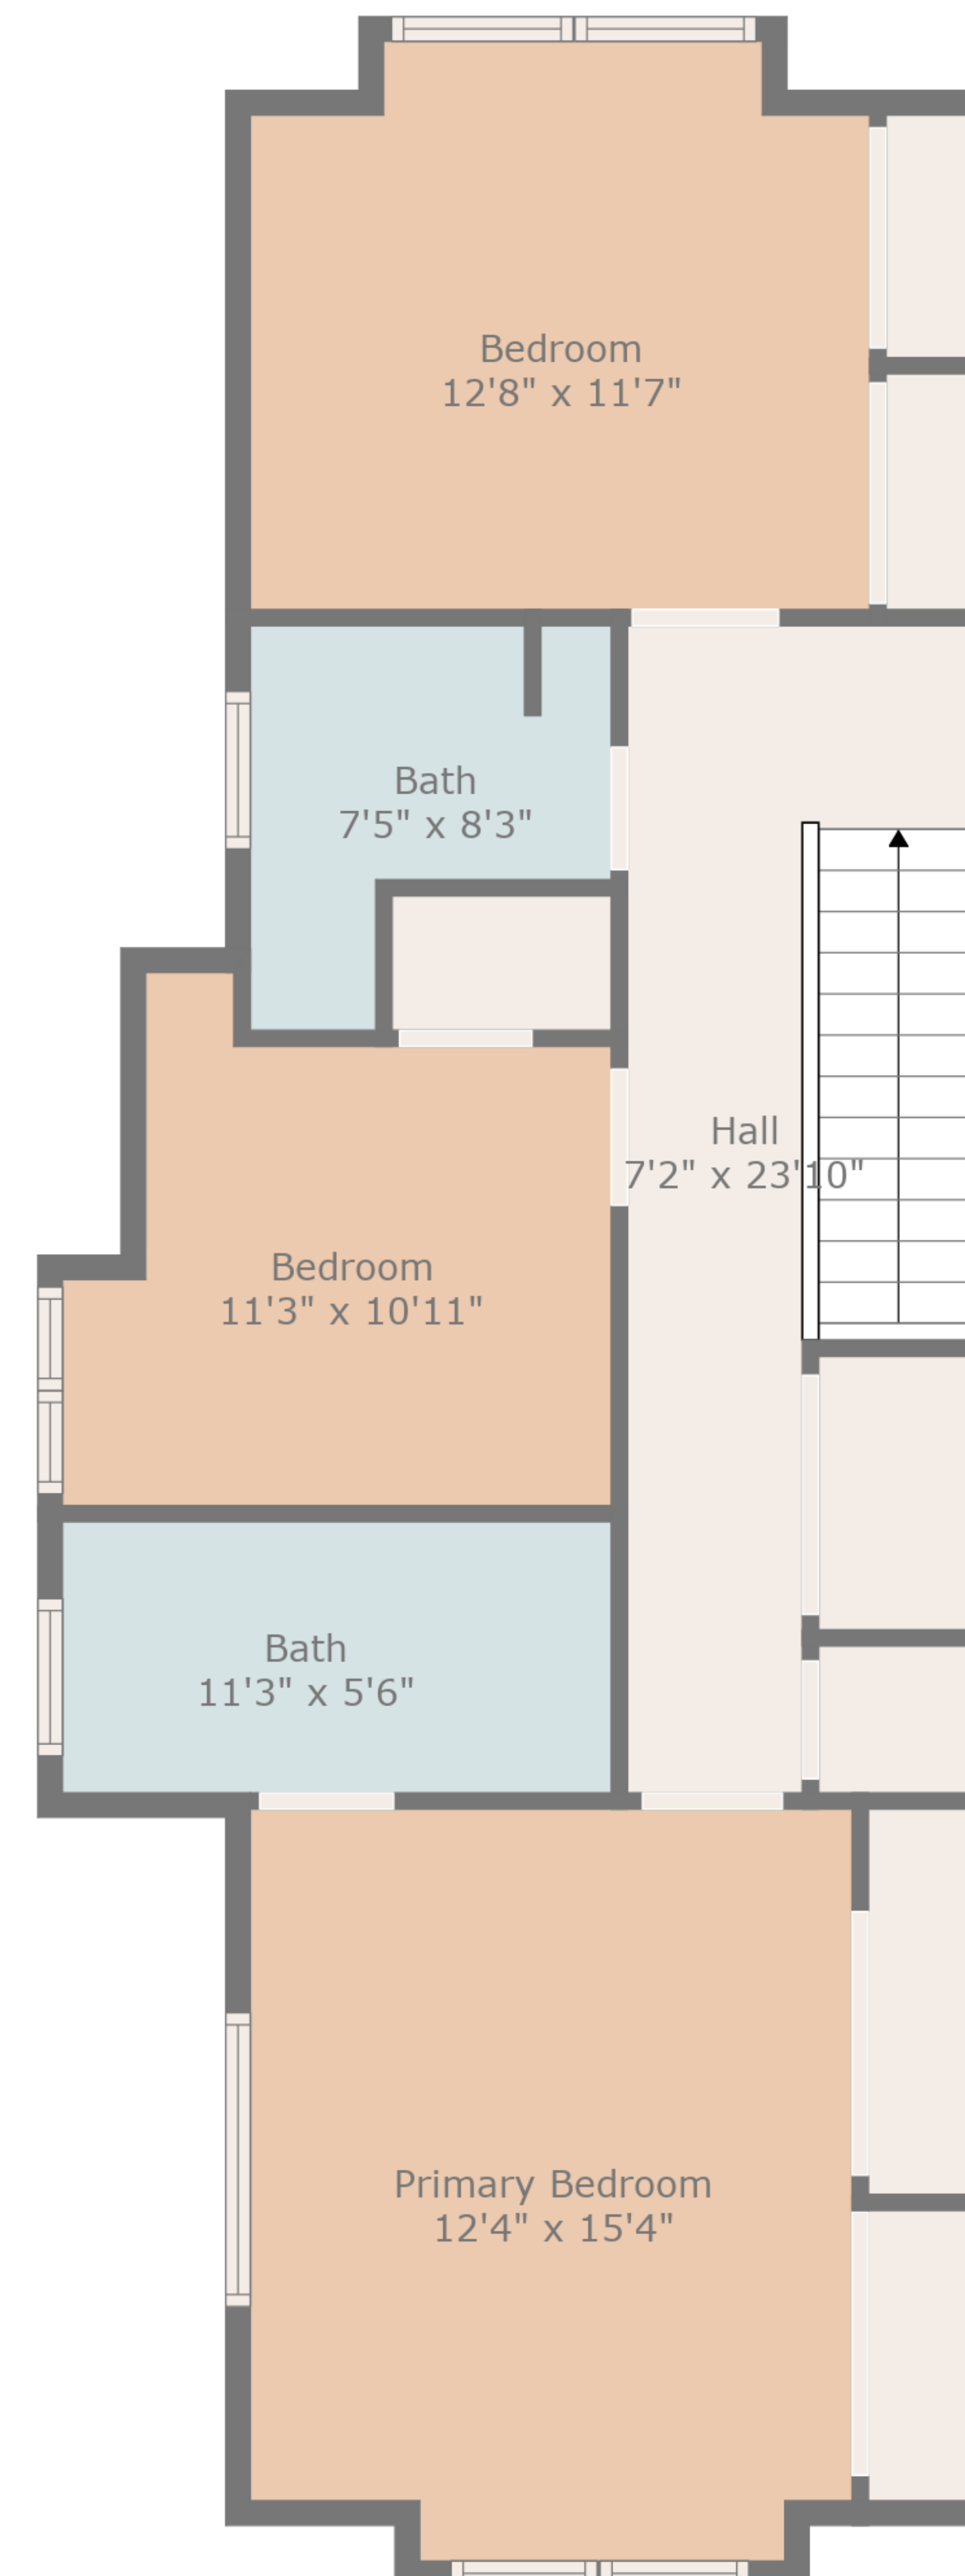 Bedroom
12'8" x 11'7"
Bath
7'5" x 8'3"
Hall
7'2" x 23'10"
Bedroom
11'3" x 10'11"
Bath
11'3" x 5'6"
Primary Bedroom
12'4" x 15'4"